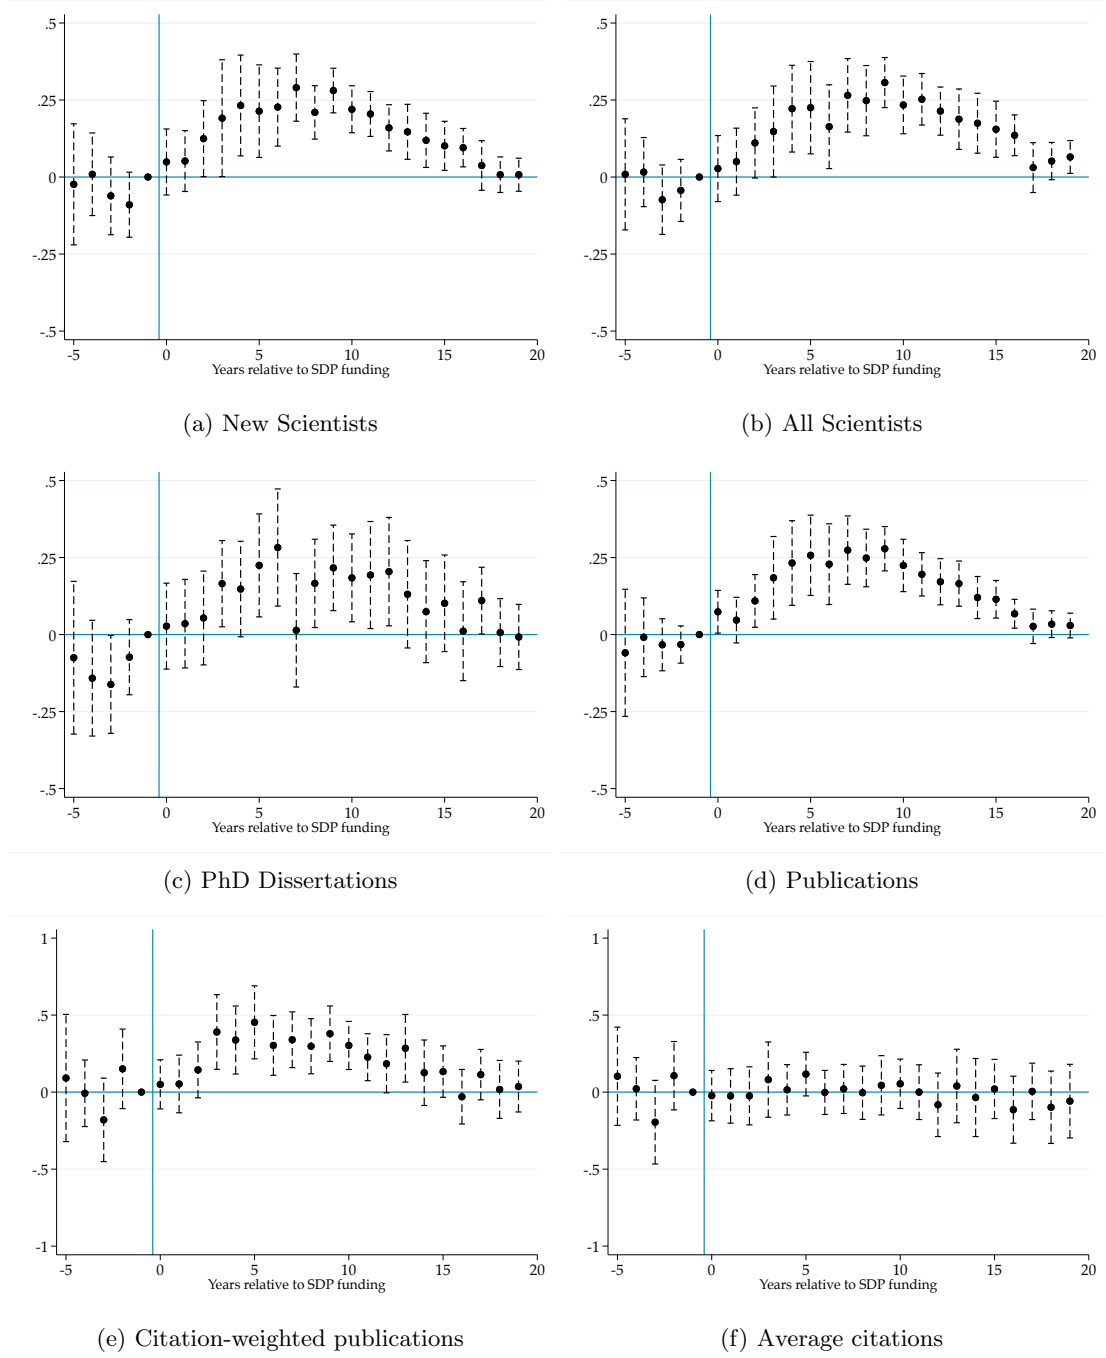 .5
.25
0
-.25
-.5
-5 0 5 10 15 20
Years relative to SDP funding
(a) New Scientists
.5
.25
0
-.25
-.5
-5 0 5 10 15 20
Years relative to SDP funding
(b) All Scientists
.5
.25
0
-.25
-.5
-5 0 5 10 15 20
Years relative to SDP funding
(c) PhD Dissertations
.5
.25
0
-.25
-.5
-5 0 5 10 15 20
Years relative to SDP funding
(d) Publications
1
.5
0
-.5
-1
-5 0 5 10 15 20
Years relative to SDP funding
(e) Citation-weighted publications
1
.5
0
-.5
-1
-5 0 5 10 15 20
Years relative to SDP funding
(f) Average citations